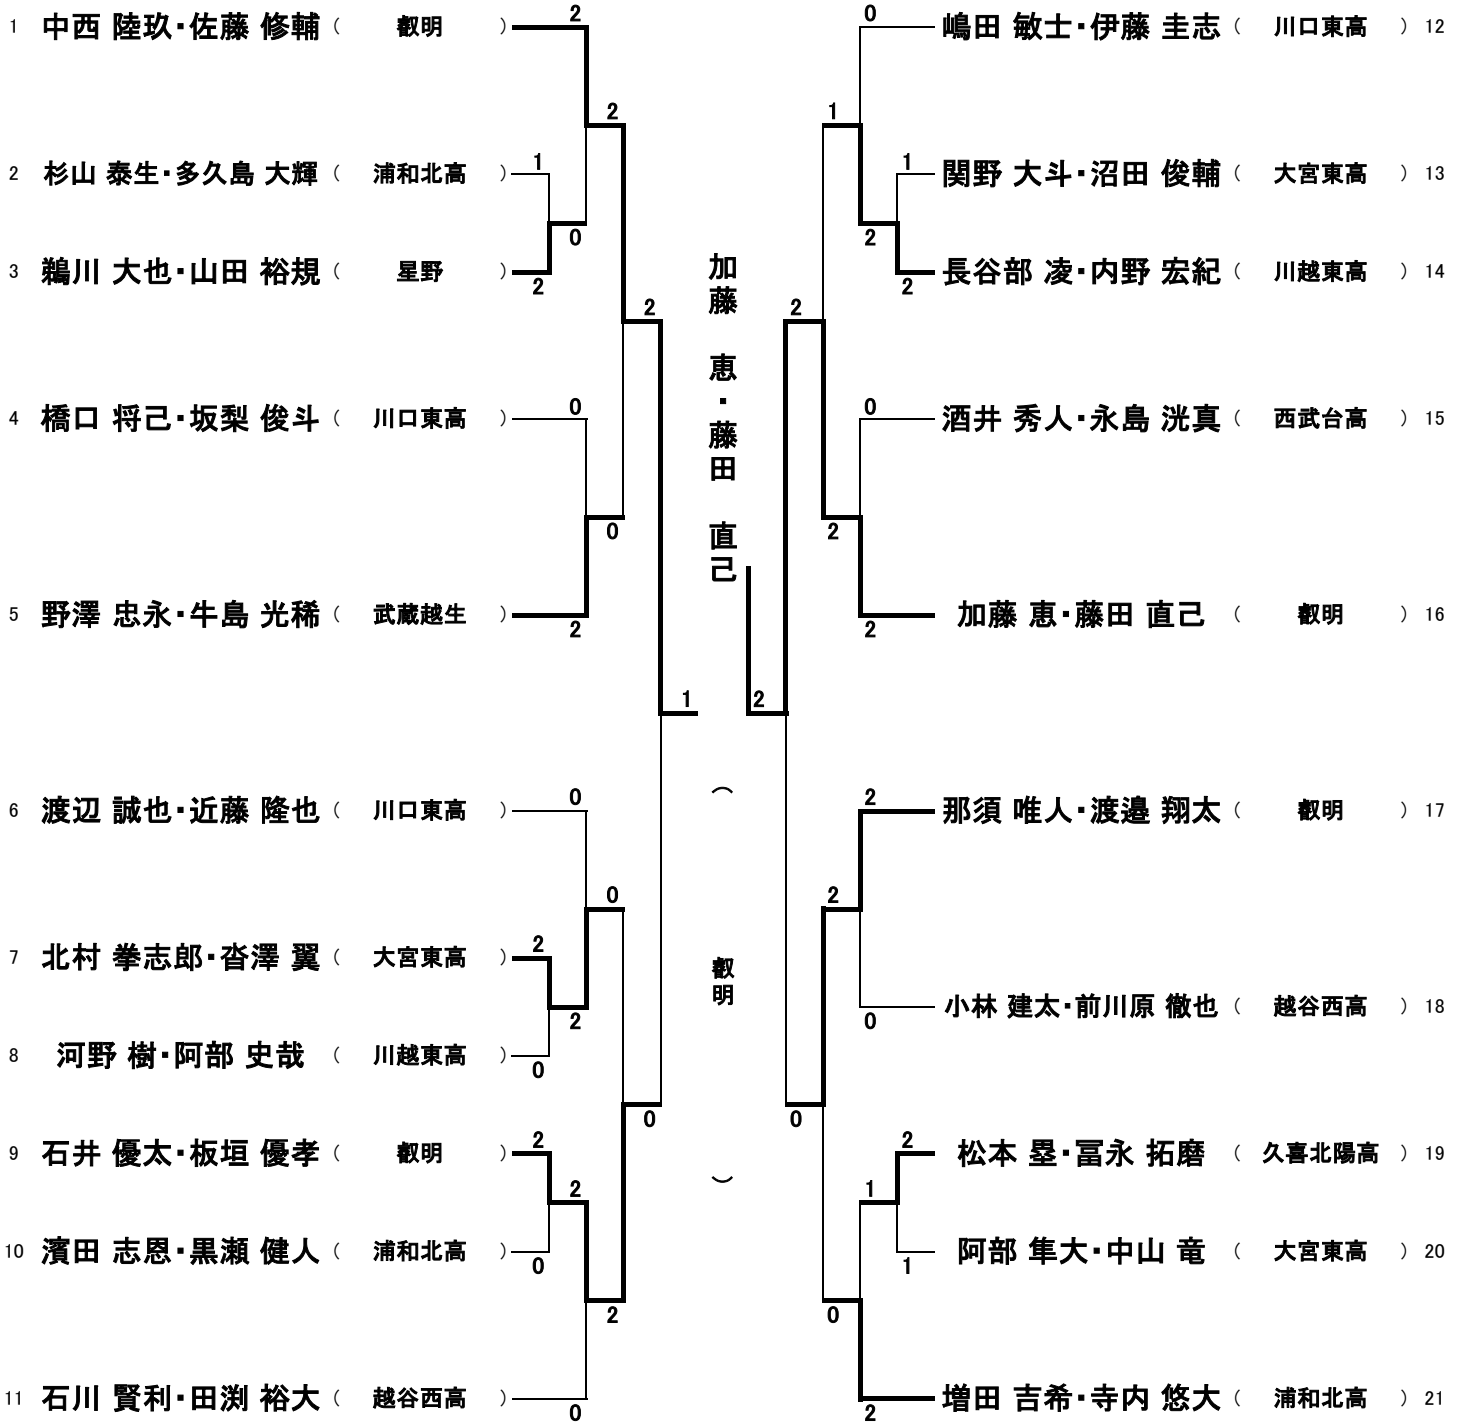 1 中西 陸玖・佐藤 修輔 ( 叡明 ) 2
2 杉山 泰生・多久島 大輝 ( 浦和北高 ) 1
3 鵜川 大也・山田 裕規 ( 星野 ) 2
0
2
4 橋口 将己・坂梨 俊斗 ( 川口東高 ) 0
5 野澤 忠永・牛島 光稀 ( 武蔵越生 ) 2
0
2
6 渡辺 誠也・近藤 隆也 ( 川口東高 ) 0
7 北村 拳志郎・沓澤 翼 ( 大宮東高 ) 2
8 河野 樹・阿部 史哉 ( 川越東高 ) 0
2
0
9 石井 優太・板垣 優孝 ( 叡明 ) 2
10 濱田 志恩・黒瀬 健人 ( 浦和北高 ) 0
2
11 石川 賢利・田渕 裕大 ( 越谷西高 ) 0
2
0
1
加藤 恵・藤田 直己
( 叡明 )
2
0 嶋田 敏士・伊藤 圭志 ( 川口東高 ) 12
1 関野 大斗・沼田 俊輔 ( 大宮東高 ) 13
2 長谷部 凌・内野 宏紀 ( 川越東高 ) 14
2
1
0 酒井 秀人・永島 洸真 ( 西武台高 ) 15
2 加藤 恵・藤田 直己 ( 叡明 ) 16
2
2
2 那須 唯人・渡邉 翔太 ( 叡明 ) 17
0 小林 建太・前川原 徹也 ( 越谷西高 ) 18
2
0
2 松本 塁・冨永 拓磨 ( 久喜北陽高 ) 19
1 阿部 隼大・中山 竜 ( 大宮東高 ) 20
1
0
2 増田 吉希・寺内 悠大 ( 浦和北高 ) 21